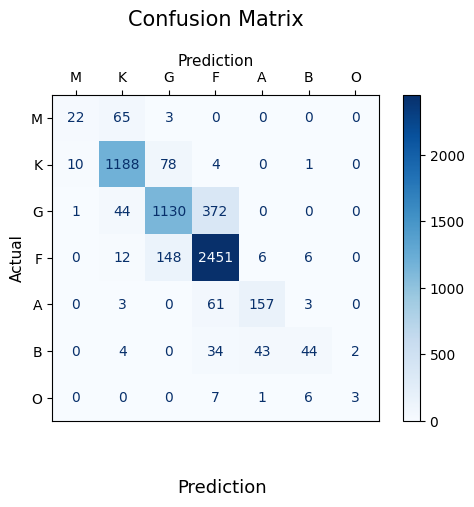 Confusion Matrix
Prediction
M K G F A B O
M 22 65 3 0 0 0 0
K 10 1188 78 4 0 1 0
G 1 44 1130 372 0 0 0
F 0 12 148 2451 6 6 0
A 0 3 0 61 157 3 0
B 0 4 0 34 43 44 2
O 0 0 0 7 1 6 3
Actual
2000
1500
1000
500
0
Prediction